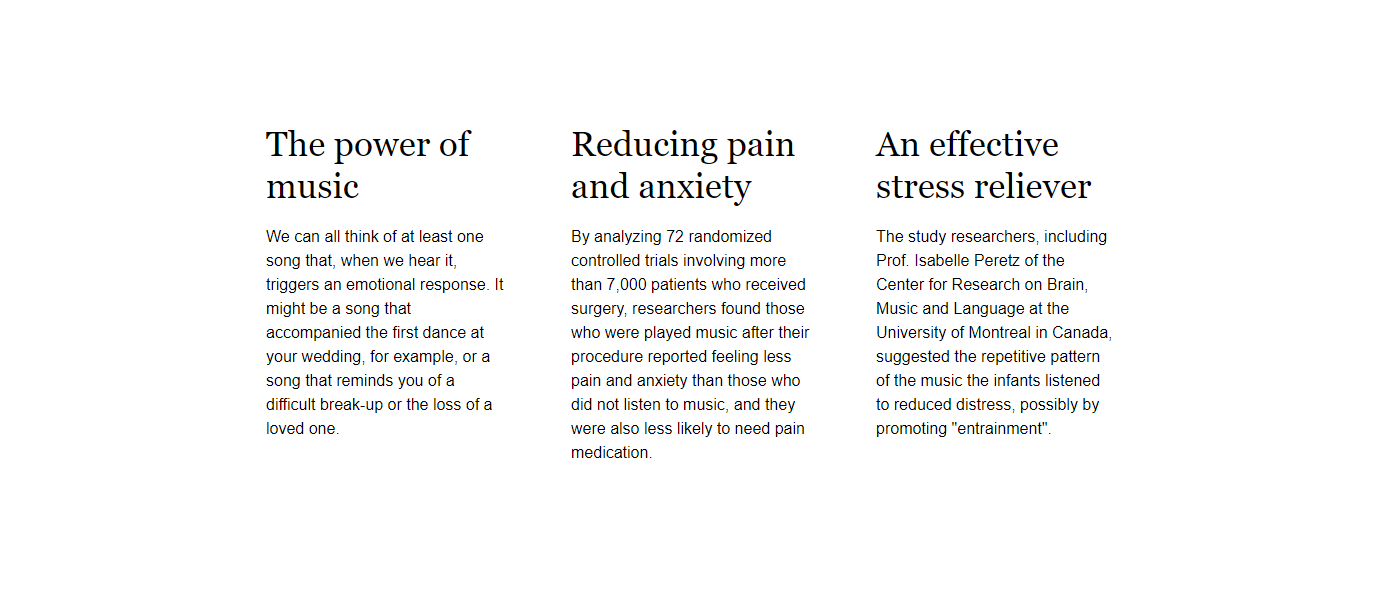 The power of
music
We can all think of at least one
song that, when we hear it,
triggers an emotional response. It
might be a song that
accompanied the first dance at
your wedding, for example, or a
song that reminds you of a
difficult break-up or the loss of a
loved one.
Reducing pain
and anxiety
By analyzing 72 randomized
controlled trials involving more
than 7,000 patients who received
surgery, researchers found those
who were played music after their
procedure reported feeling less
pain and anxiety than those who
did not listen to music, and they
were also less likely to need pain
medication.
An effective
stress reliever
The study researchers, including
Prof. Isabelle Peretz of the
Center for Research on Brain,
Music and Language at the
University of Montreal in Canada,
suggested the repetitive pattern
of the music the infants listened
to reduced distress, possibly by
promoting "entrainment".